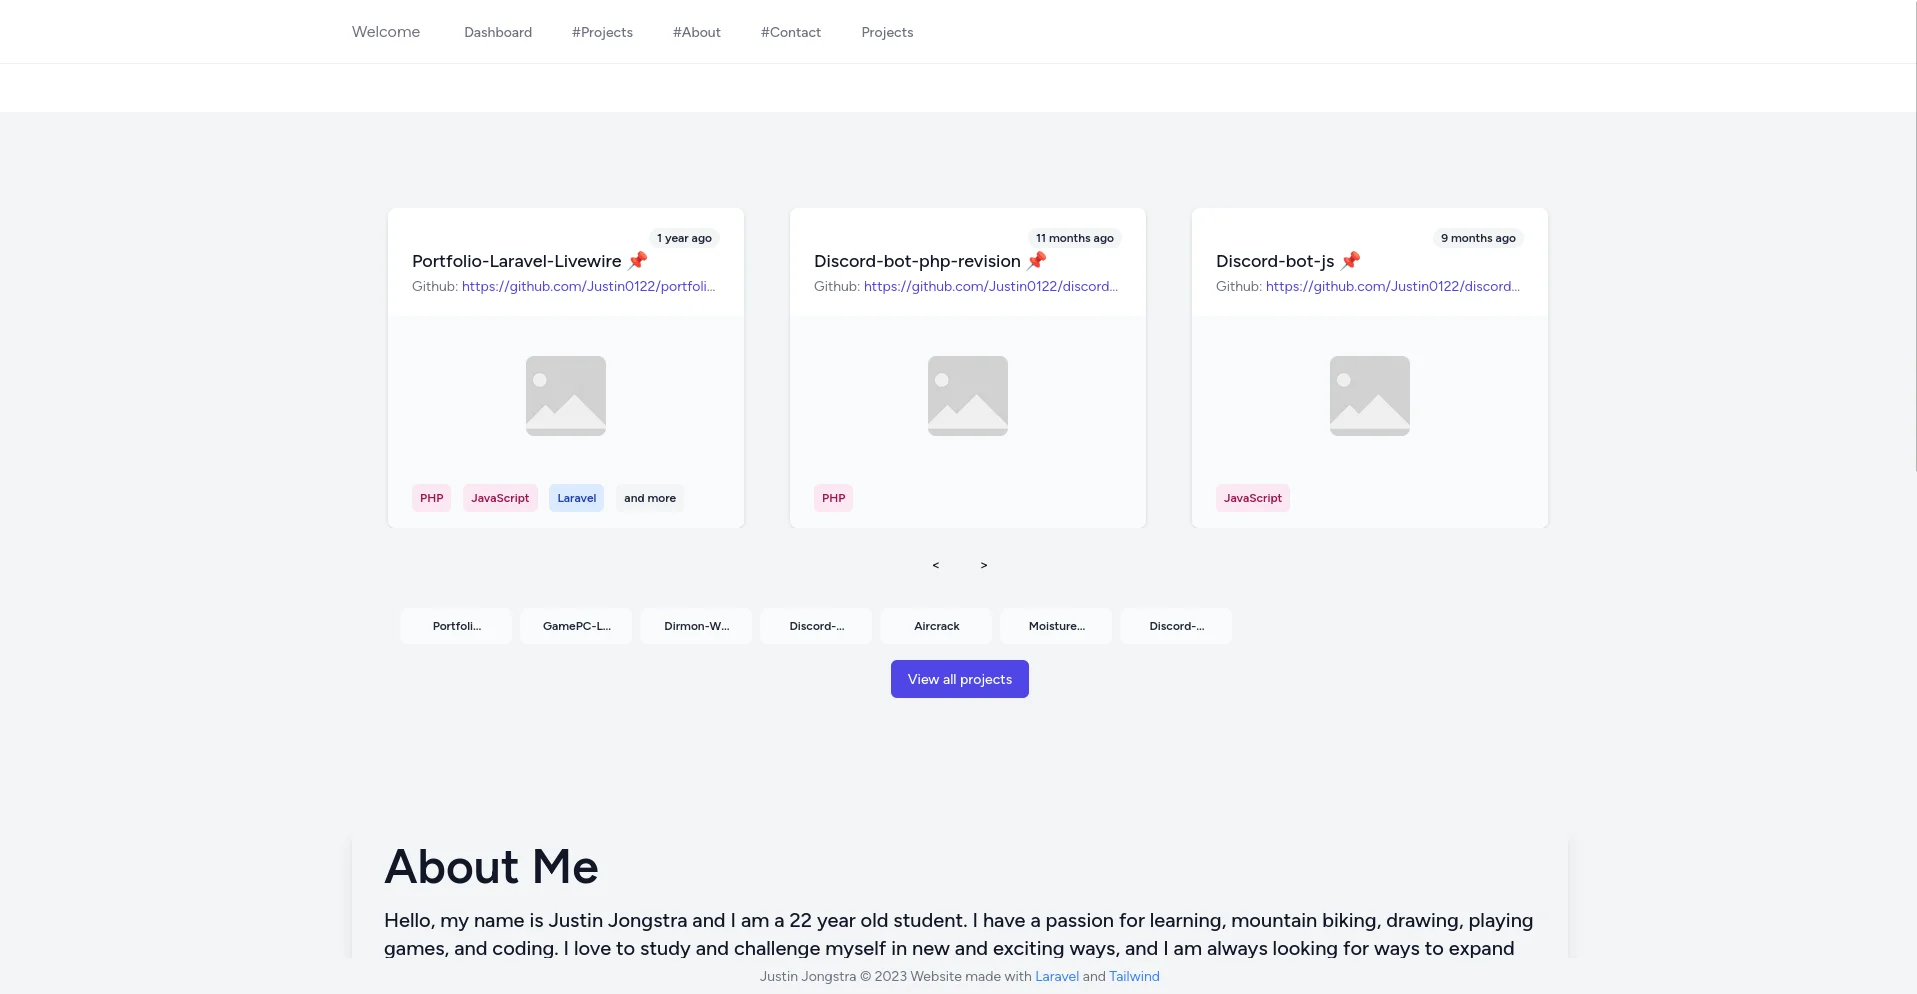 Welcome Dashboard #Projects #About #Contact Projects
1 year ago
Portfolio-Laravel-Livewire 📌
Github: https://github.com/Justin0122/portfoli...
PHP JavaScript Laravel and more
11 months ago
Discord-bot-php-revision 📌
Github: https://github.com/Justin0122/discord...
PHP
9 months ago
Discord-bot-js 📌
Github: https://github.com/Justin0122/discord...
JavaScript
< >
Portfoli... GamePC-L... Dirmon-W... Discord-... Aircrack Moisture... Discord-...
View all projects
About Me
Hello, my name is Justin Jongstra and I am a 22 year old student. I have a passion for learning, mountain biking, drawing, playing
games, and coding. I love to study and challenge myself in new and exciting ways, and I am always looking for ways to expand
Justin Jongstra © 2023 Website made with Laravel and Tailwind